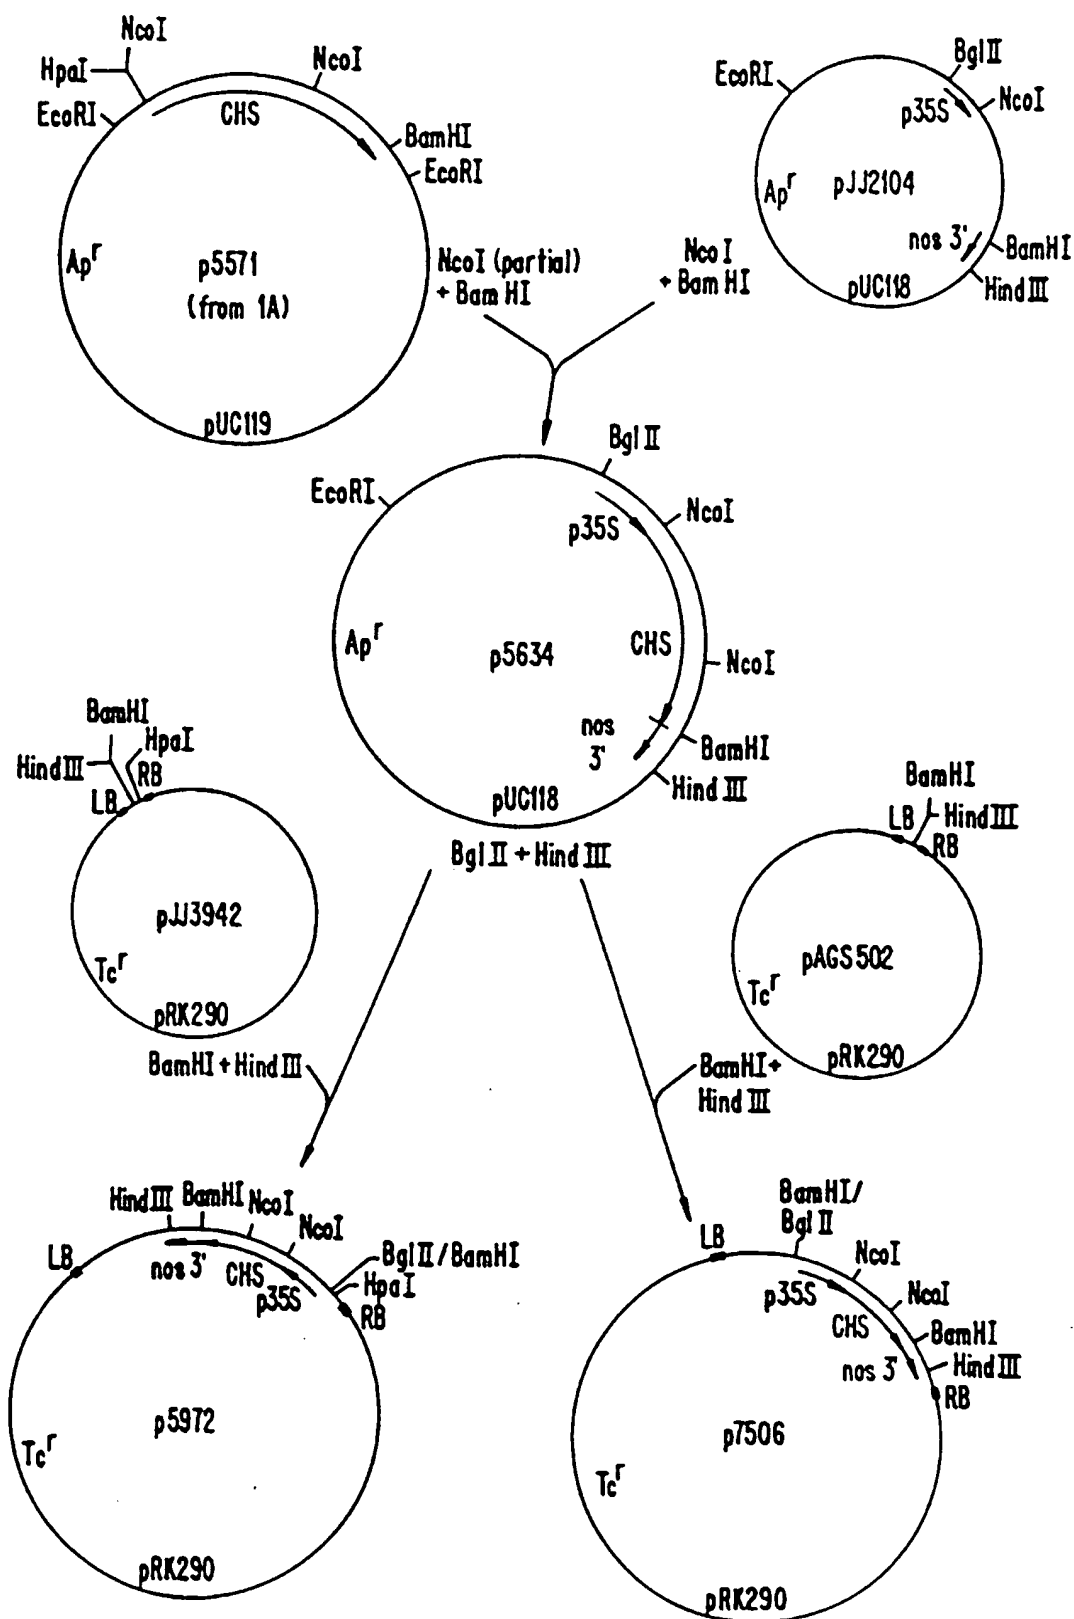 NcoI
HpaI
NcoI
EcoRI
CHS
BamHI
EcoRI
Apʳ
p5571
(from 1A)
pUC119
NcoI (partial)
+ BamHI
BglII
EcoRI
NcoI
p35S
Apʳ
pJJ2104
nos 3'
BamHI
pUC118
HindIII
NcoI
+ BamHI
BglII
EcoRI
NcoI
p35S
Apʳ
p5634
CHS
NcoI
nos
3'
BamHI
HindIII
pUC118
BglII + HindIII
BamHI
HpaI
HindIII
RB
LB
pJJ3942
Tcʳ
pRK290
BamHI + HindIII
BamHI
HindIII
LB
RB
pAGS502
Tcʳ
pRK290
BamHI +
HindIII
HindIII
BamHI
NcoI
NcoI
LB
nos 3'
CHS
p35S
BglII/BamHI
HpaI
RB
p5972
Tcʳ
pRK290
BamHI/
BglII
LB
NcoI
p35S
NcoI
CHS
BamHI
nos 3'
HindIII
RB
p7506
Tcʳ
pRK290